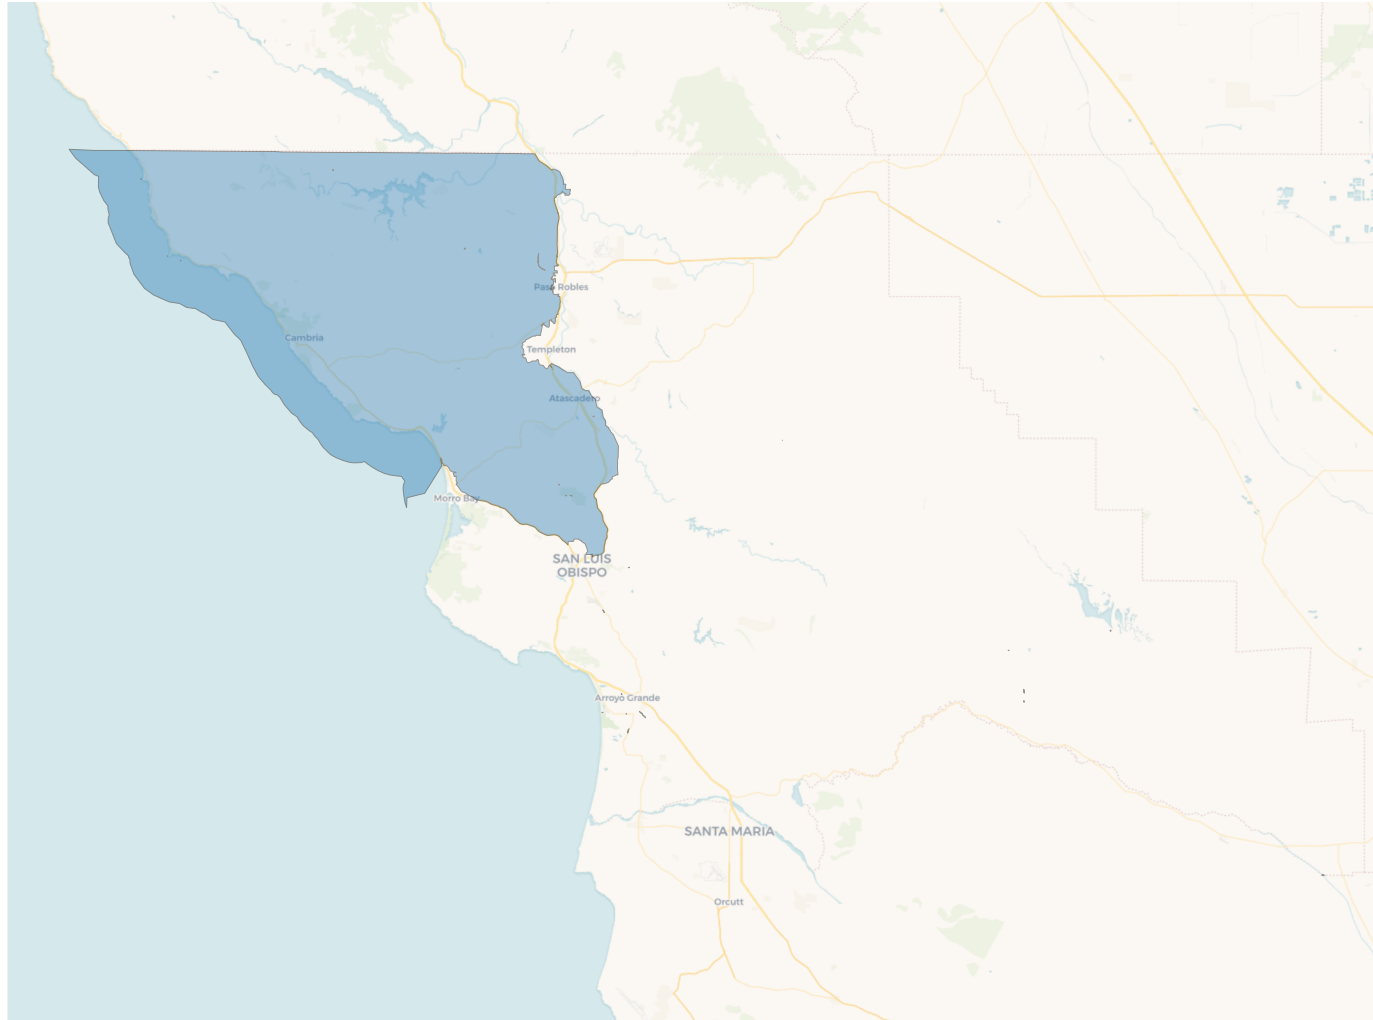 Paso Robles
Cambria
Templeton
Atascadero
Morro Bay
SAN LUIS
OBISPO
Arroyo Grande
SANTA MARIA
Orcutt